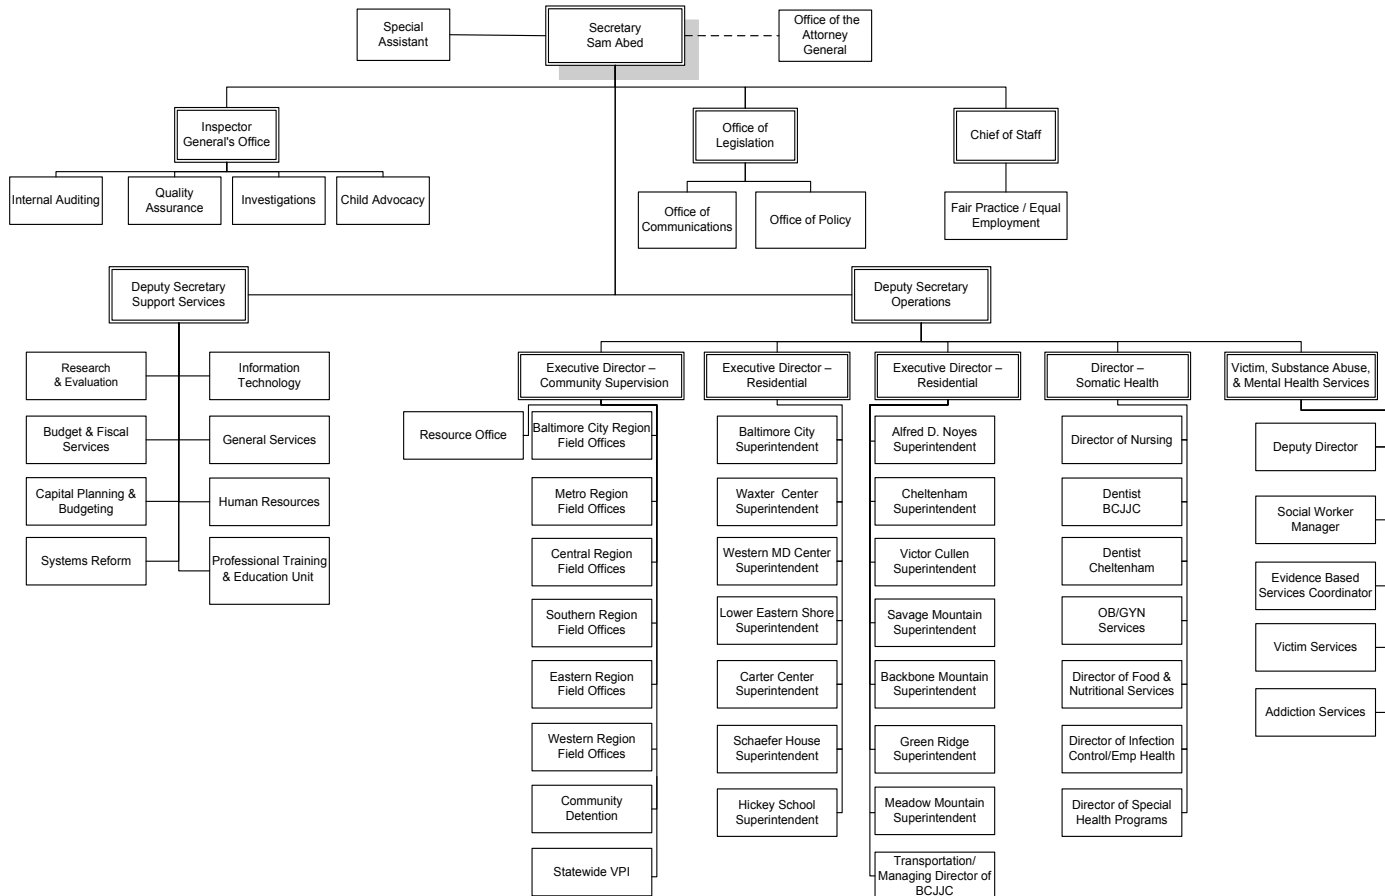 Special
Assistant
Secretary
Sam Abed
Office of the
Attorney
General
Inspector
General's Office
Office of
Legislation
Chief of Staff
Internal Auditing
Quality
Assurance
Investigations
Child Advocacy
Office of
Communications
Office of Policy
Fair Practice / Equal
Employment
Deputy Secretary
Support Services
Deputy Secretary
Operations
Research
& Evaluation
Information
Technology
Budget & Fiscal
Services
General Services
Capital Planning &
Budgeting
Human Resources
Systems Reform
Professional Training
& Education Unit
Executive Director –
Community Supervision
Resource Office
Baltimore City Region
Field Offices
Metro Region
Field Offices
Central Region
Field Offices
Southern Region
Field Offices
Eastern Region
Field Offices
Western Region
Field Offices
Community
Detention
Statewide VPI
Executive Director –
Residential
Baltimore City
Superintendent
Waxter Center
Superintendent
Western MD Center
Superintendent
Lower Eastern Shore
Superintendent
Carter Center
Superintendent
Schaefer House
Superintendent
Hickey School
Superintendent
Executive Director –
Residential
Alfred D. Noyes
Superintendent
Cheltenham
Superintendent
Victor Cullen
Superintendent
Savage Mountain
Superintendent
Backbone Mountain
Superintendent
Green Ridge
Superintendent
Meadow Mountain
Superintendent
Transportation/
Managing Director of
BCJJC
Director –
Somatic Health
Director of Nursing
Dentist
BCJJC
Dentist
Cheltenham
OB/GYN
Services
Director of Food &
Nutritional Services
Director of Infection
Control/Emp Health
Director of Special
Health Programs
Victim, Substance Abuse,
& Mental Health Services
Deputy Director
Social Worker
Manager
Evidence Based
Services Coordinator
Victim Services
Addiction Services